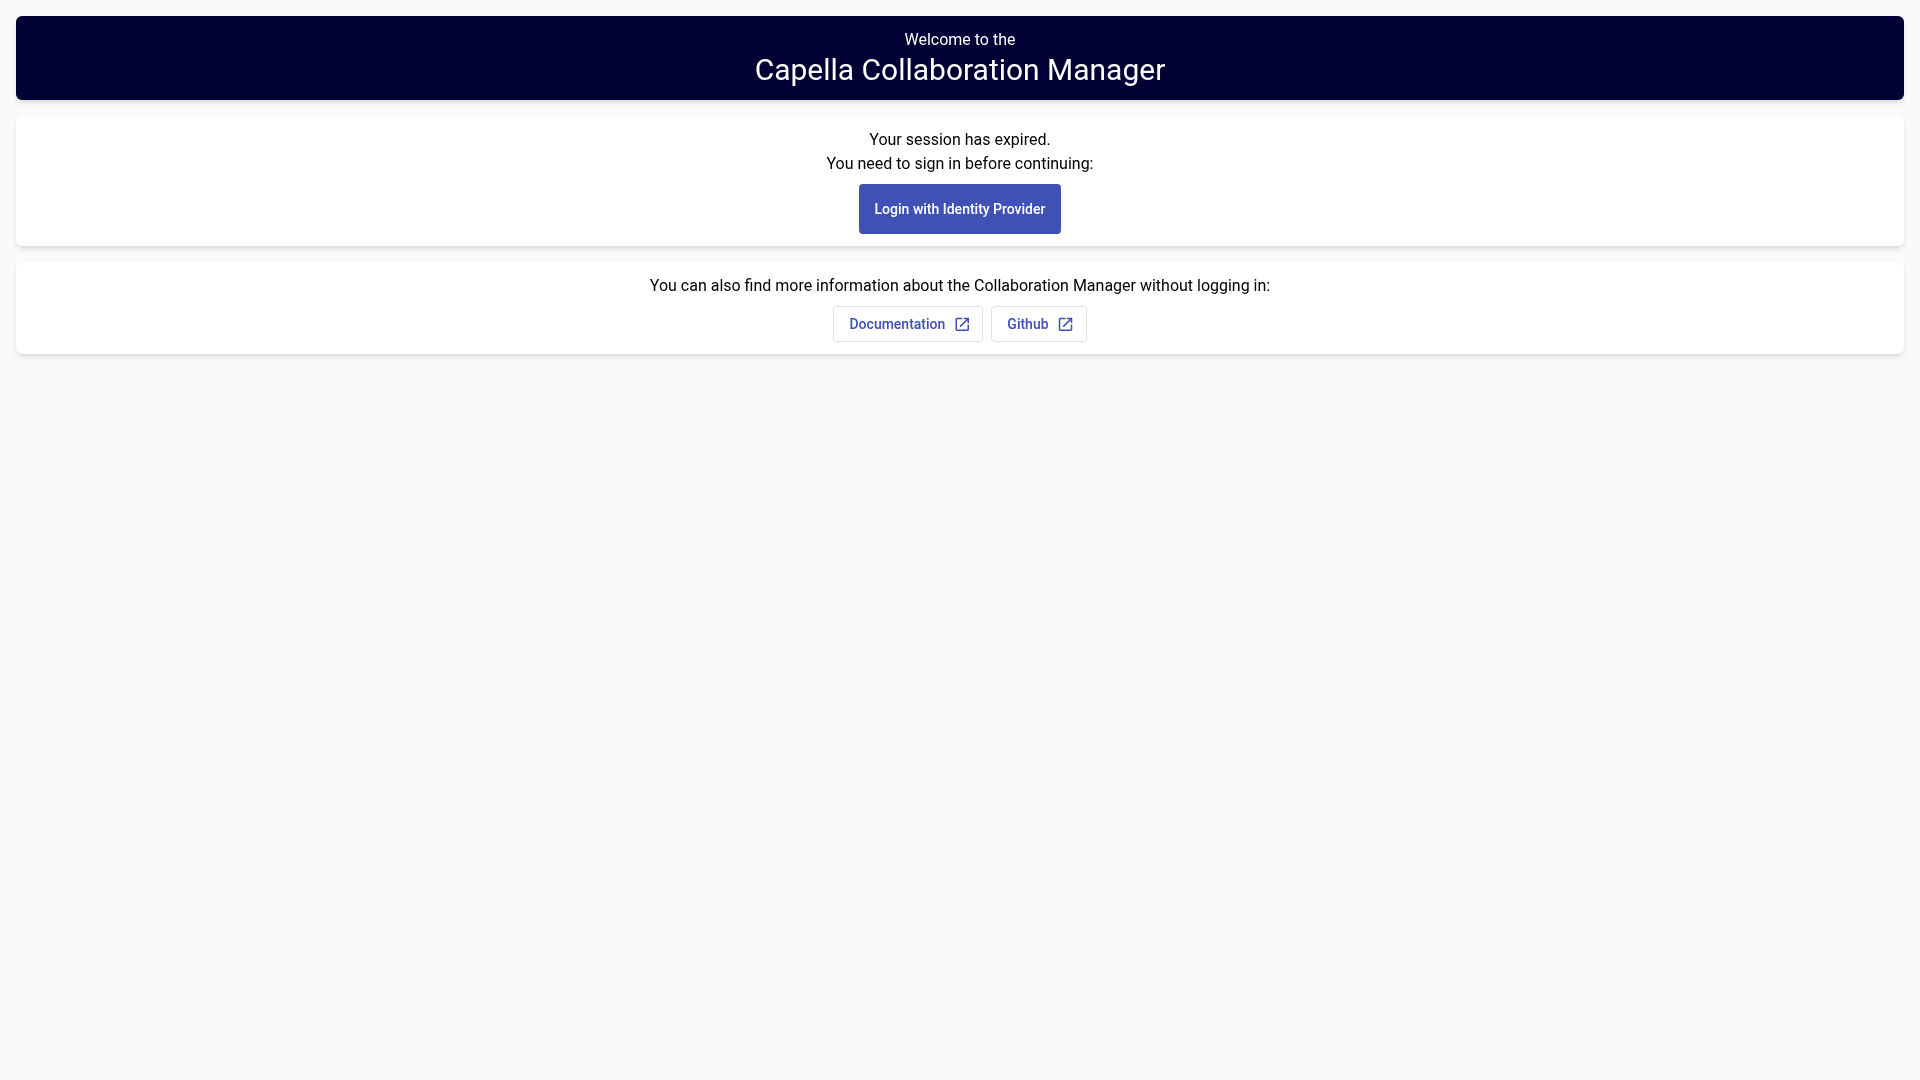 Welcome to the
Capella Collaboration Manager
Your session has expired.
You need to sign in before continuing:
Login with Identity Provider
You can also find more information about the Collaboration Manager without logging in:
Documentation
Github